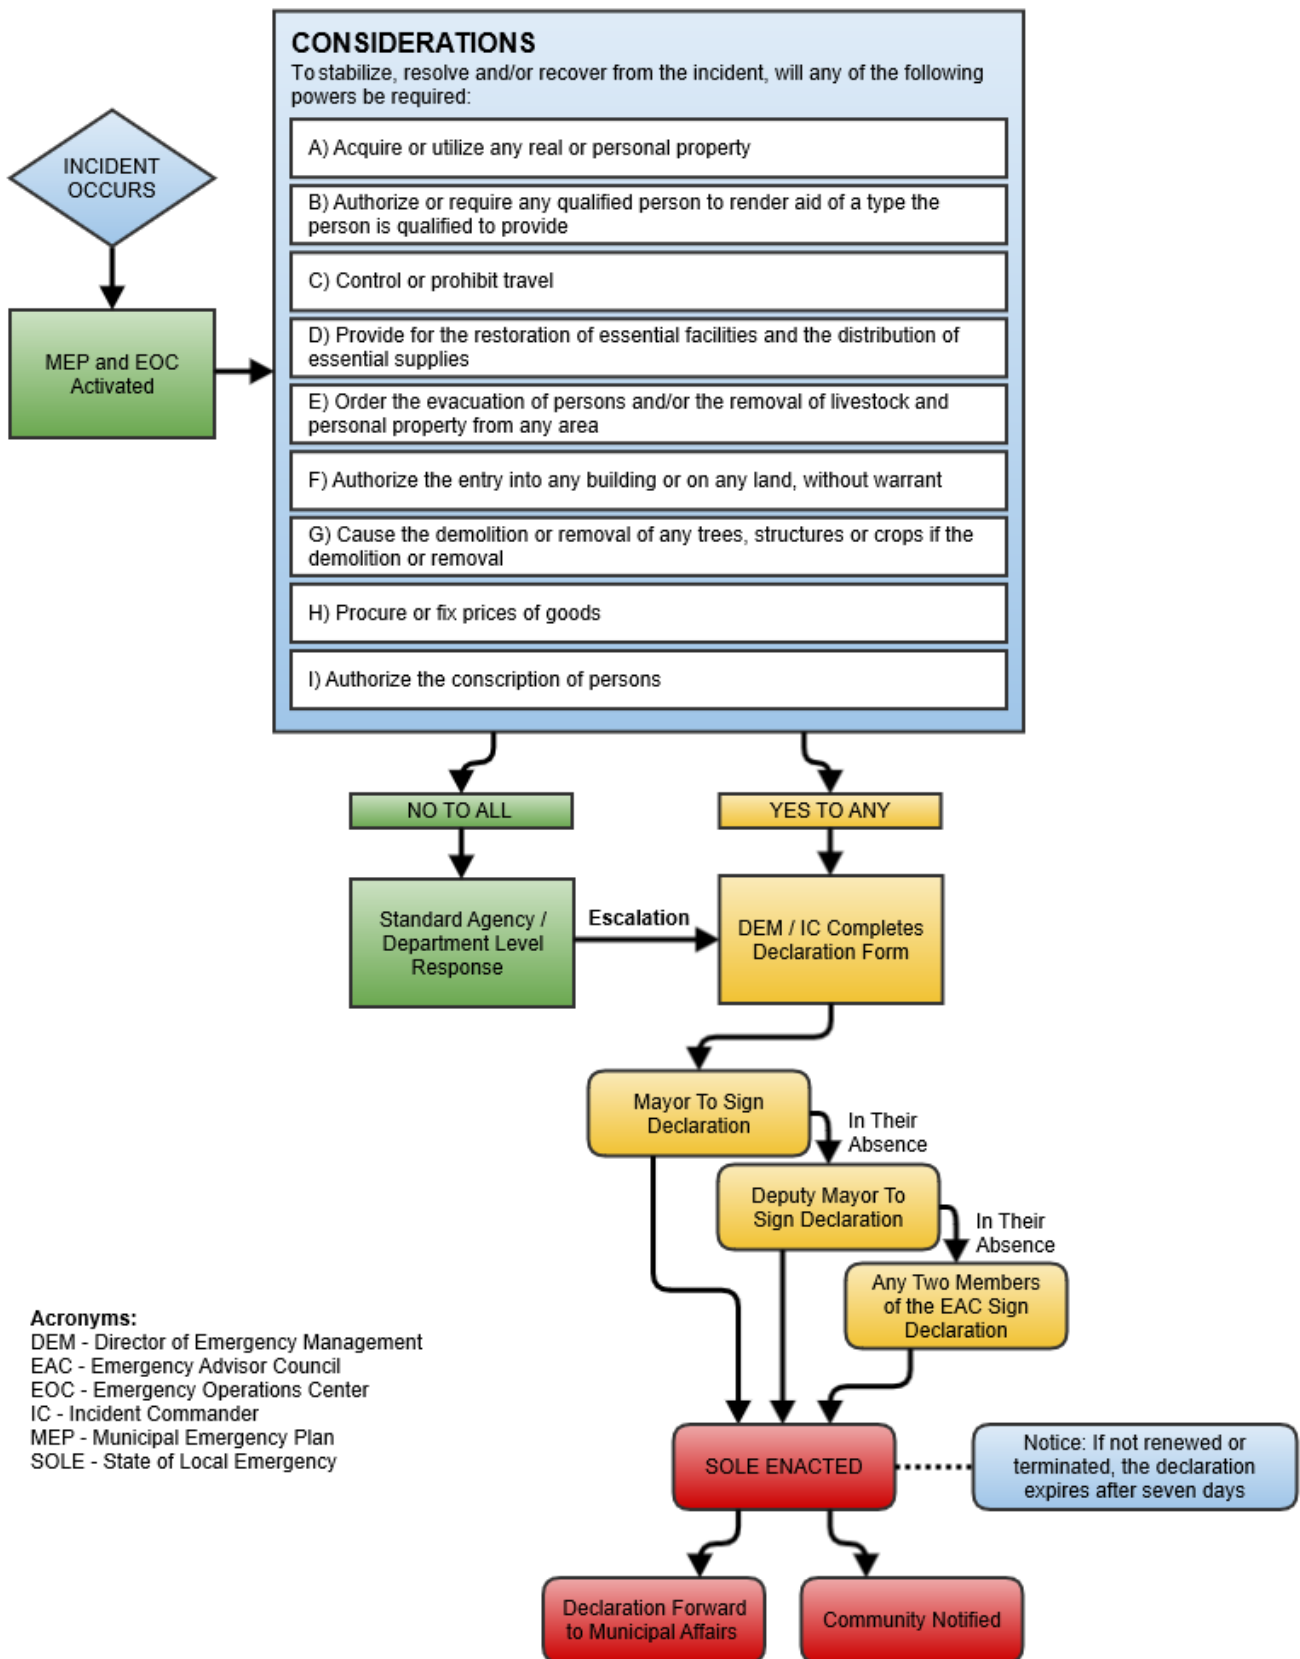 CONSIDERATIONS
To stabilize, resolve and/or recover from the incident, will any of the following
powers be required:
INCIDENT
OCCURS
A) Acquire or utilize any real or personal property
B) Authorize or require any qualified person to render aid of a type the
person is qualified to provide
C) Control or prohibit travel
MEP and EOC
Activated
D) Provide for the restoration of essential facilities and the distribution of
essential supplies
E) Order the evacuation of persons and/or the removal of livestock and
personal property from any area
F) Authorize the entry into any building or on any land, without warrant
G) Cause the demolition or removal of any trees, structures or crops if the
demolition or removal
H) Procure or fix prices of goods
I) Authorize the conscription of persons
NO TO ALL
YES TO ANY
Standard Agency /
Department Level
Response
Escalation
DEM / IC Completes
Declaration Form
Mayor To Sign
Declaration
In Their
Absence
Deputy Mayor To
Sign Declaration
In Their
Absence
Any Two Members
of the EAC Sign
Declaration
Acronyms:
DEM - Director of Emergency Management
EAC - Emergency Advisor Council
EOC - Emergency Operations Center
IC - Incident Commander
MEP - Municipal Emergency Plan
SOLE - State of Local Emergency
SOLE ENACTED
Notice: If not renewed or
terminated, the declaration
expires after seven days
Declaration Forward
to Municipal Affairs
Community Notified